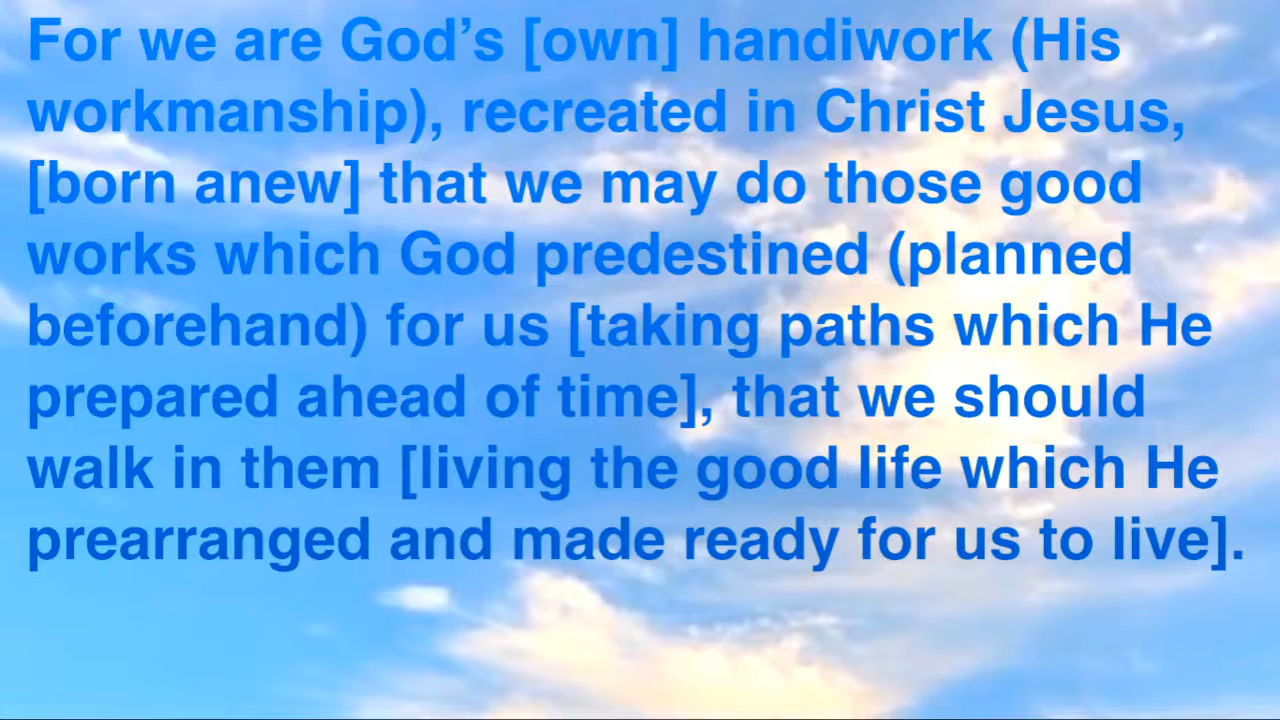 For we are God’s [own] handiwork (His
workmanship), recreated in Christ Jesus,
[born anew] that we may do those good
works which God predestined (planned
beforehand) for us [taking paths which He
prepared ahead of time], that we should
walk in them [living the good life which He
prearranged and made ready for us to live].